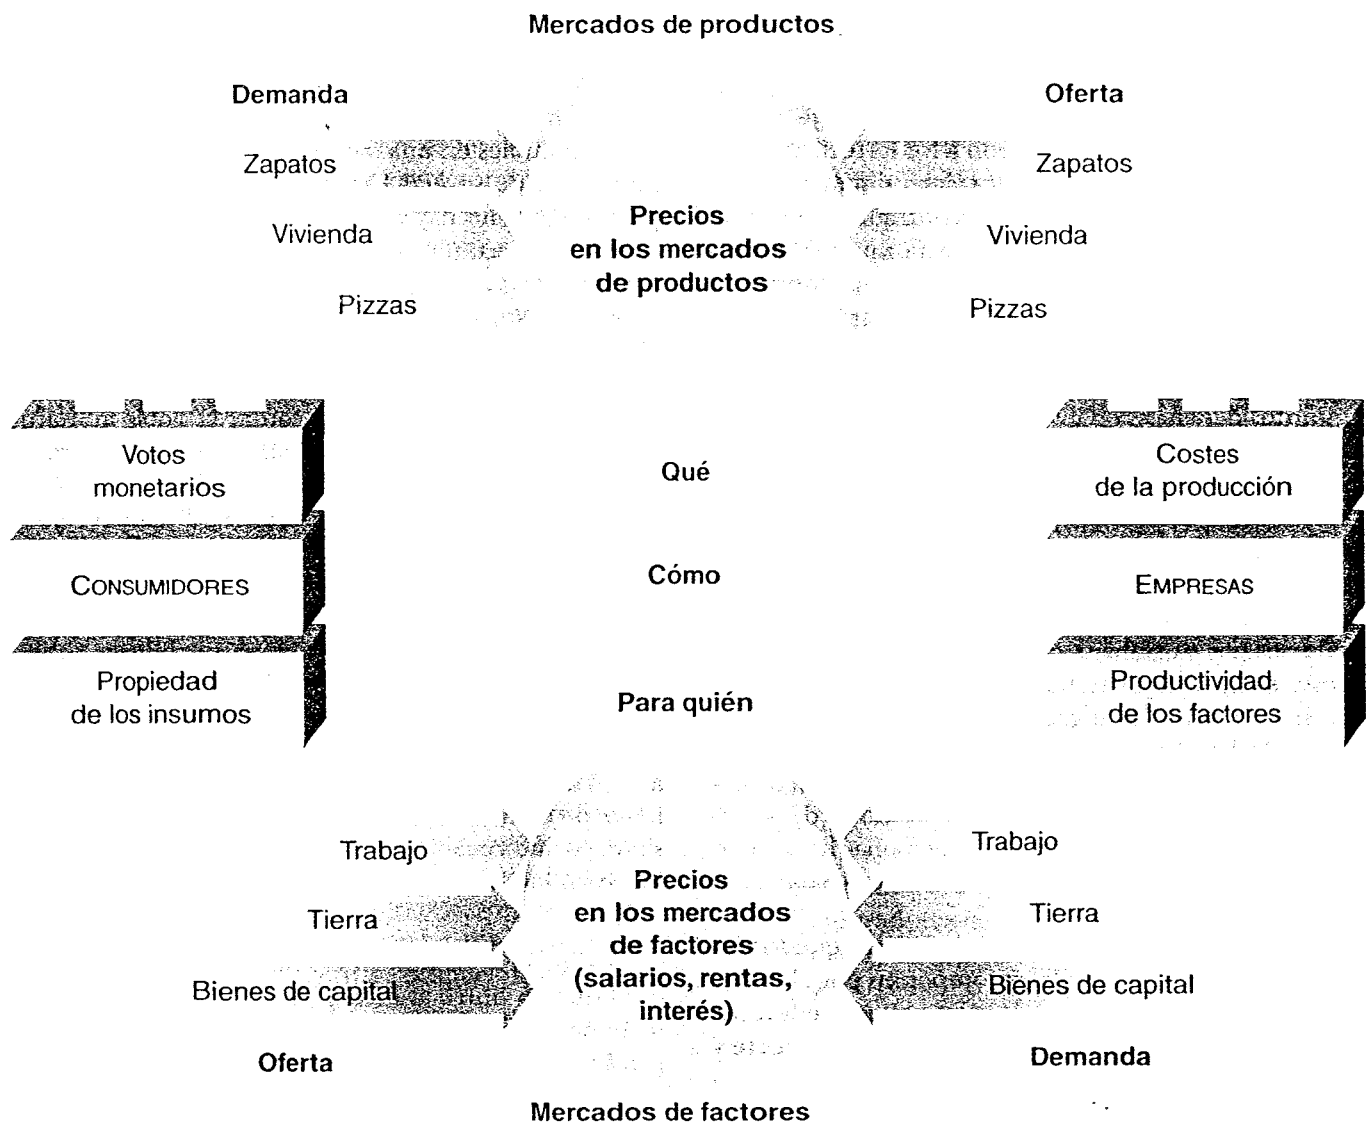 Mercados de productos
Demanda
Oferta
Zapatos
Zapatos
Vivienda
Precios
en los mercados
de productos
Vivienda
Pizzas
Pizzas
Votos
monetarios
Qué
Costes
de la producción
CONSUMIDORES
Cómo
EMPRESAS
Propiedad
de los insumos
Para quién
Productividad
de los factores
Trabajo
Trabajo
Tierra
Precios
en los mercados
de factores
(salarios, rentas,
interés)
Tierra
Bienes de capital
Bienes de capital
Oferta
Demanda
Mercados de factores